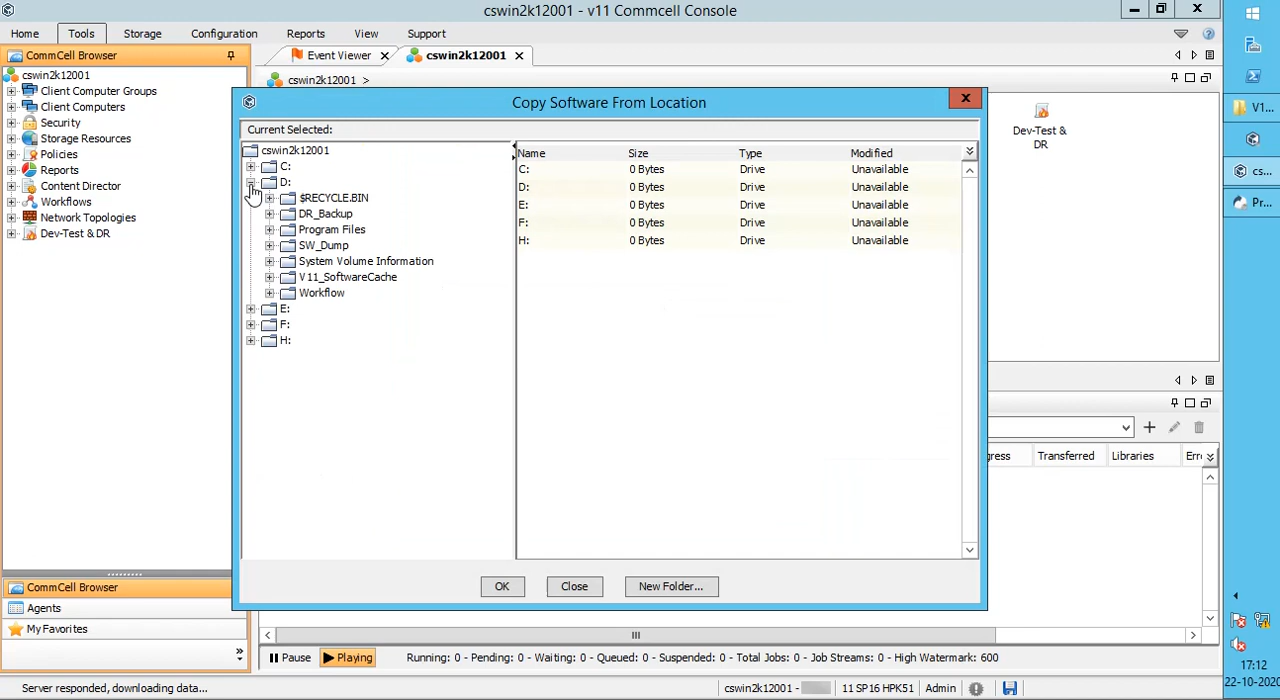 cswin2k12001 - v11 Commcell Console
Home Tools Storage Configuration Reports View Support
CommCell Browser
Event Viewer
cswin2k12001
cswin2k12001
cswin2k12001 >
Client Computer Groups
Client Computers
Security
Storage Resources
Policies
Reports
Content Director
Workflows
Network Topologies
Dev-Test & DR
Copy Software From Location
Current Selected:
cswin2k12001
C:
D:
$RECYCLE.BIN
DR_Backup
Program Files
SW_Dump
System Volume Information
V11_SoftwareCache
Workflow
E:
F:
H:
Name Size Type Modified
C: 0 Bytes Drive Unavailable
D: 0 Bytes Drive Unavailable
E: 0 Bytes Drive Unavailable
F: 0 Bytes Drive Unavailable
H: 0 Bytes Drive Unavailable
OK Close New Folder...
Dev-Test &
DR
gress Transferred Libraries Erro
CommCell Browser
Agents
My Favorites
Pause Playing Running: 0 - Pending: 0 - Waiting: 0 - Queued: 0 - Suspended: 0 - Total Jobs: 0 - Job Streams: 0 - High Watermark: 600
Server responded, downloading data...
cswin2k12001 - 11 SP16 HPK51 Admin
V1...
cs...
Pr...
17:12
22-10-2020